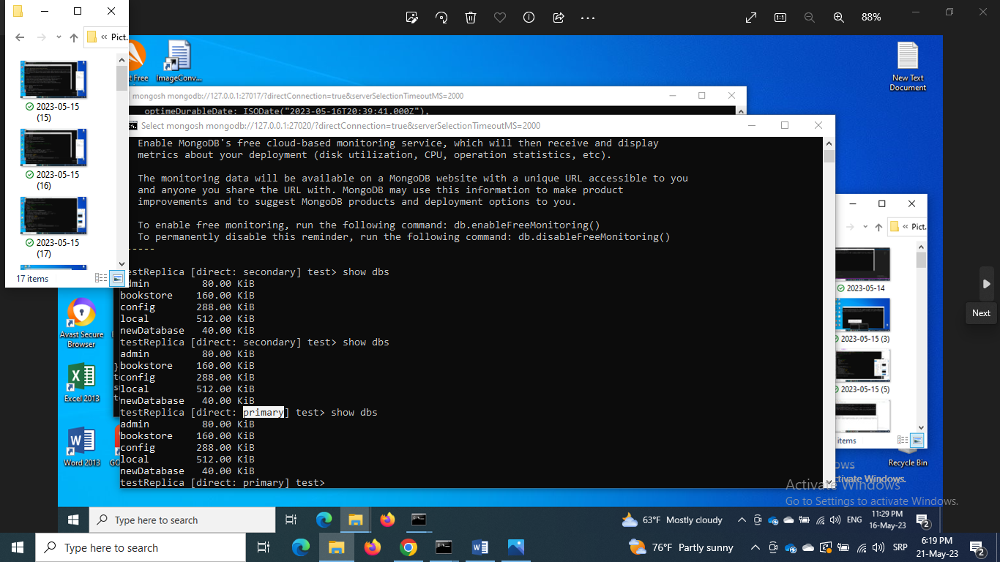 88%
« Pict.
2023-05-15
(15)
2023-05-15
(16)
2023-05-15
(17)
17 items
t Free
ImageConv...
New Text
Document
mongosh mongodb://127.0.0.1:27017/?directConnection=true&serverSelectionTimeoutMS=2000
optimeDurableDate: ISODate("2023-05-16T20:39:41.000Z"),
Select mongosh mongodb://127.0.0.1:27020/?directConnection=true&serverSelectionTimeoutMS=2000
Enable MongoDB's free cloud-based monitoring service, which will then receive and display
metrics about your deployment (disk utilization, CPU, operation statistics, etc).
The monitoring data will be available on a MongoDB website with a unique URL accessible to you
and anyone you share the URL with. MongoDB may use this information to make product
improvements and to suggest MongoDB products and deployment options to you.
To enable free monitoring, run the following command: db.enableFreeMonitoring()
To permanently disable this reminder, run the following command: db.disableFreeMonitoring()
-----
estReplica [direct: secondary] test> show dbs
dmin 80.00 KiB
bookstore 160.00 KiB
config 288.00 KiB
local 512.00 KiB
newDatabase 40.00 KiB
testReplica [direct: secondary] test> show dbs
admin 80.00 KiB
bookstore 160.00 KiB
config 288.00 KiB
local 512.00 KiB
newDatabase 40.00 KiB
testReplica [direct: primary] test> show dbs
admin 80.00 KiB
bookstore 160.00 KiB
config 288.00 KiB
local 512.00 KiB
newDatabase 40.00 KiB
testReplica [direct: primary] test>
« Pict.
2023-05-14
2023-05-15 (3)
2023-05-15 (5)
items
Next
Avast Secure
Browser
Excel 2013
Word 2013
GO
Recycle Bin
ows
ctivate Windows.
Activate Windows
Go to Settings to activate Windows.
Type here to search
63°F Mostly cloudy
ENG
11:29 PM
16-May-23
2
Type here to search
76°F Partly sunny
SRP
6:19 PM
21-May-23
2